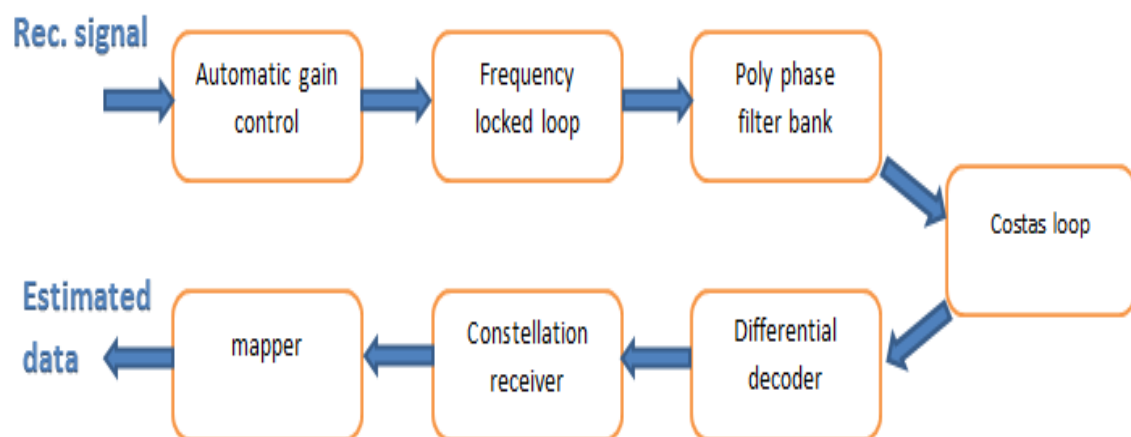 Rec. signal
Automatic gain
control
Frequency
locked loop
Poly phase
filter bank
Costas loop
Differential
decoder
Constellation
receiver
mapper
Estimated
data